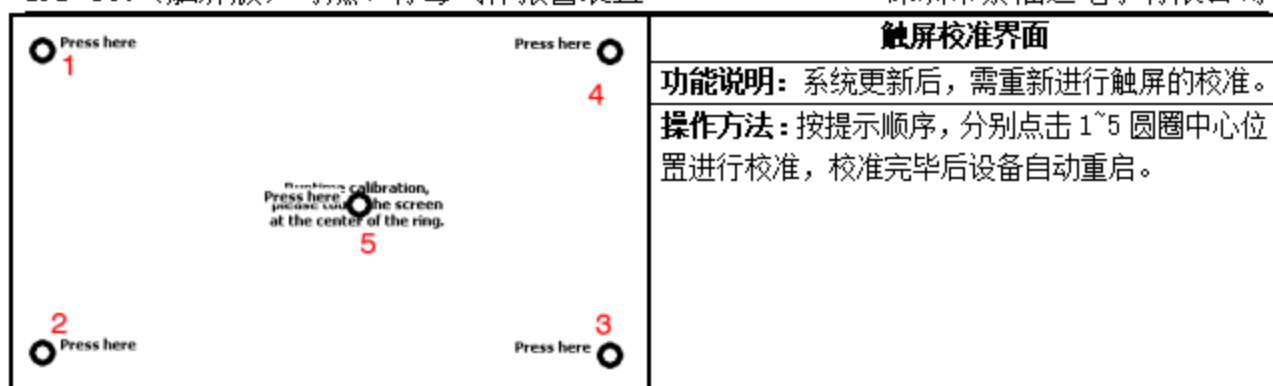 Press here
1
Press here
4
Runtime calibration,
Press here
please touch the screen
at the center of the ring.
5
2
Press here
3
Press here
触屏校准界面
功能说明：系统更新后，需重新进行触屏的校准。
操作方法：按提示顺序，分别点击 1~5 圆圈中心位
置进行校准，校准完毕后设备自动重启。